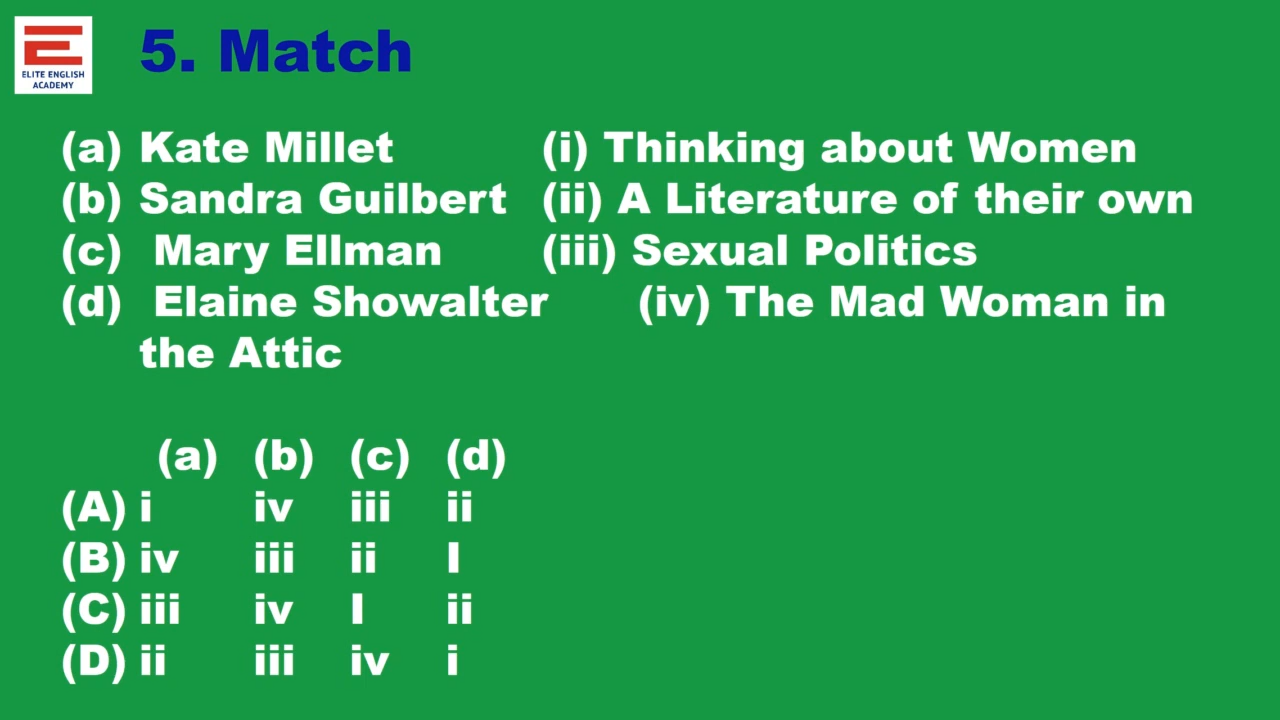 ELITE ENGLISH
ACADEMY
5. Match
(a) Kate Millet (i) Thinking about Women
(b) Sandra Guilbert (ii) A Literature of their own
(c) Mary Ellman (iii) Sexual Politics
(d) Elaine Showalter (iv) The Mad Woman in
the Attic
(a) (b) (c) (d)
(A) i iv iii ii
(B) iv iii ii I
(C) iii iv I ii
(D) ii iii iv i